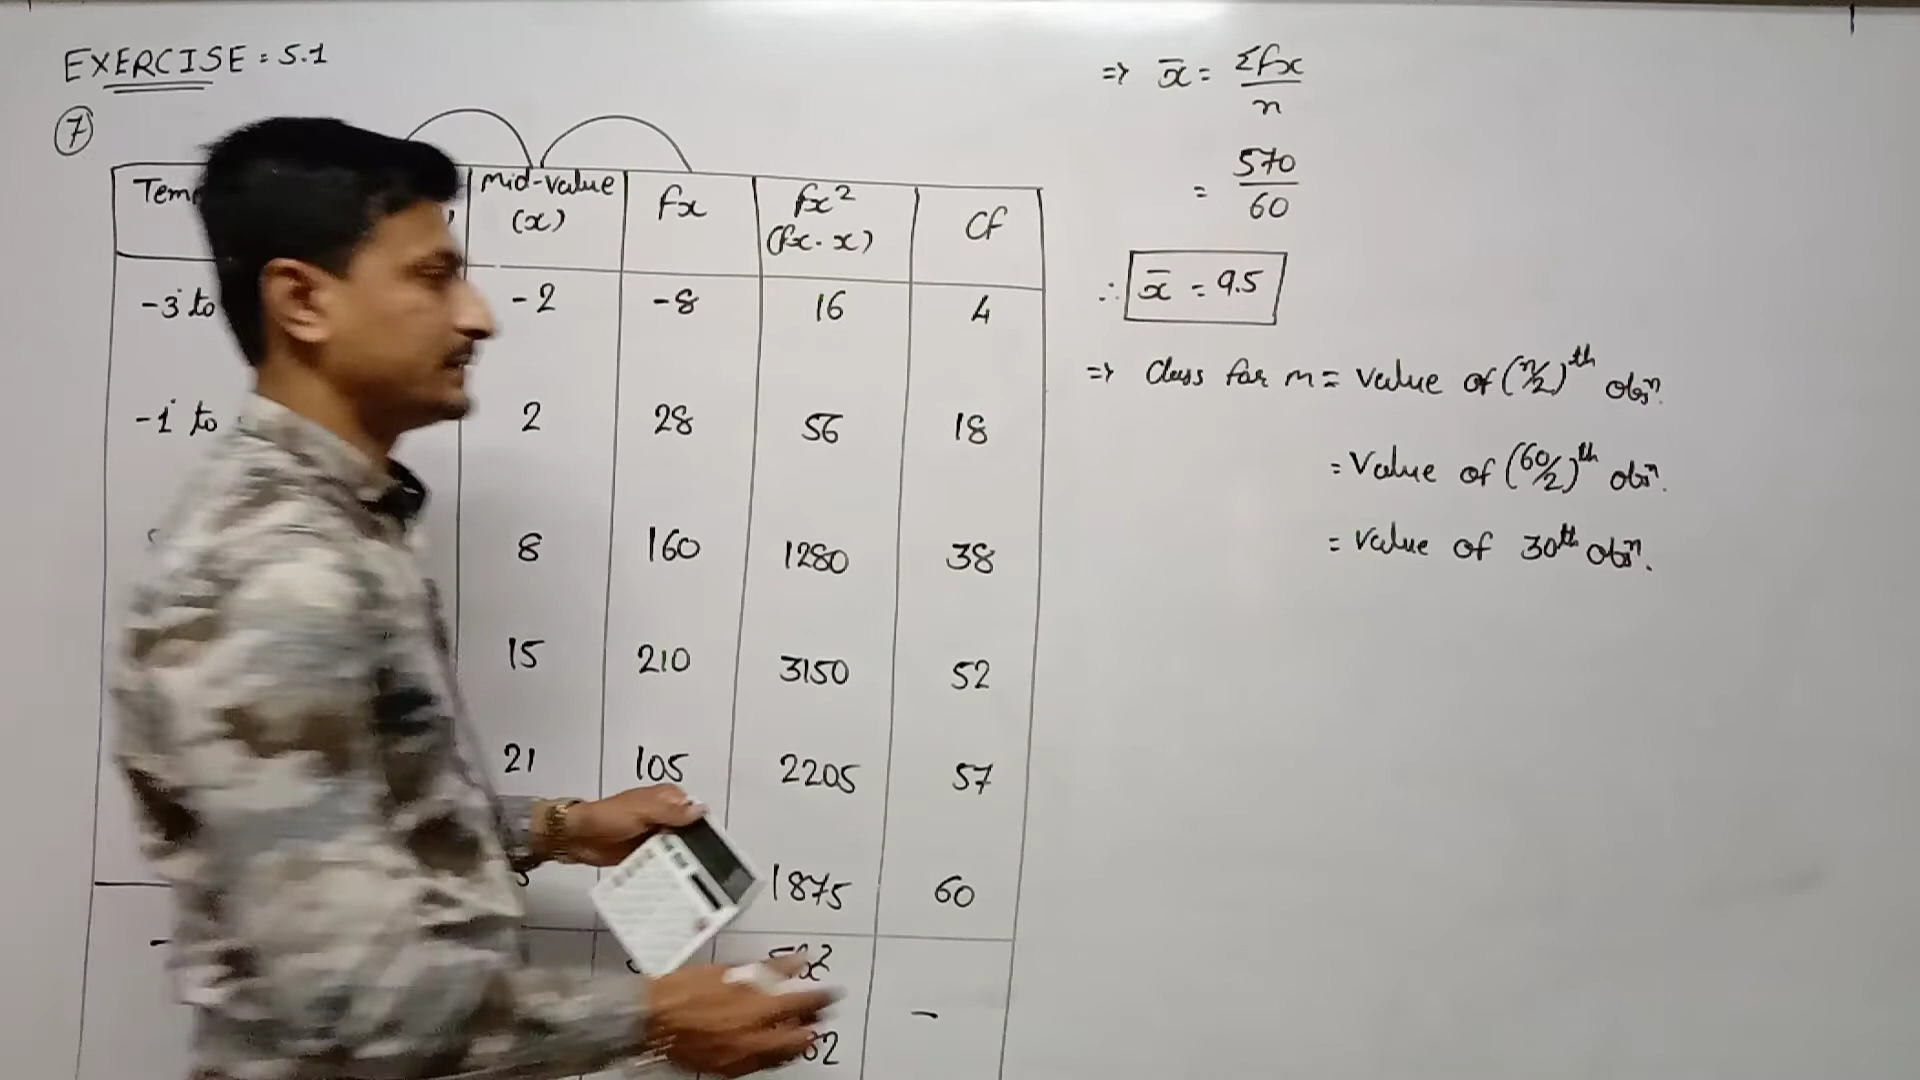 EXERCISE = 5.1
7
mid-value (x) fx fx² (fx·x) Cf
-3 to -2 -8 16 4
-1 to 2 28 56 18
8 160 1280 38
15 210 3150 52
21 105 2205 57
1875 60
-
⇒ x̄ = Σfx/n
= 570/60
∴ x̄ = 9.5
⇒ Class for m = Value of (n/2)th obsn.
= Value of (60/2)th obsn.
= Value of 30th obsn.